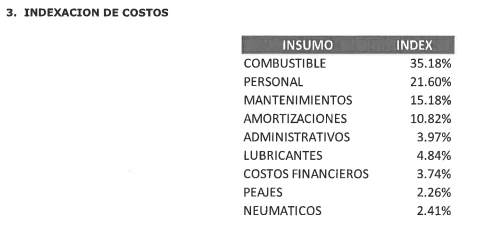 3. INDEXACION DE COSTOS
INSUMO INDEX
COMBUSTIBLE 35.18%
PERSONAL 21.60%
MANTENIMIENTOS 15.18%
AMORTIZACIONES 10.82%
ADMINISTRATIVOS 3.97%
LUBRICANTES 4.84%
COSTOS FINANCIEROS 3.74%
PEAJES 2.26%
NEUMATICOS 2.41%